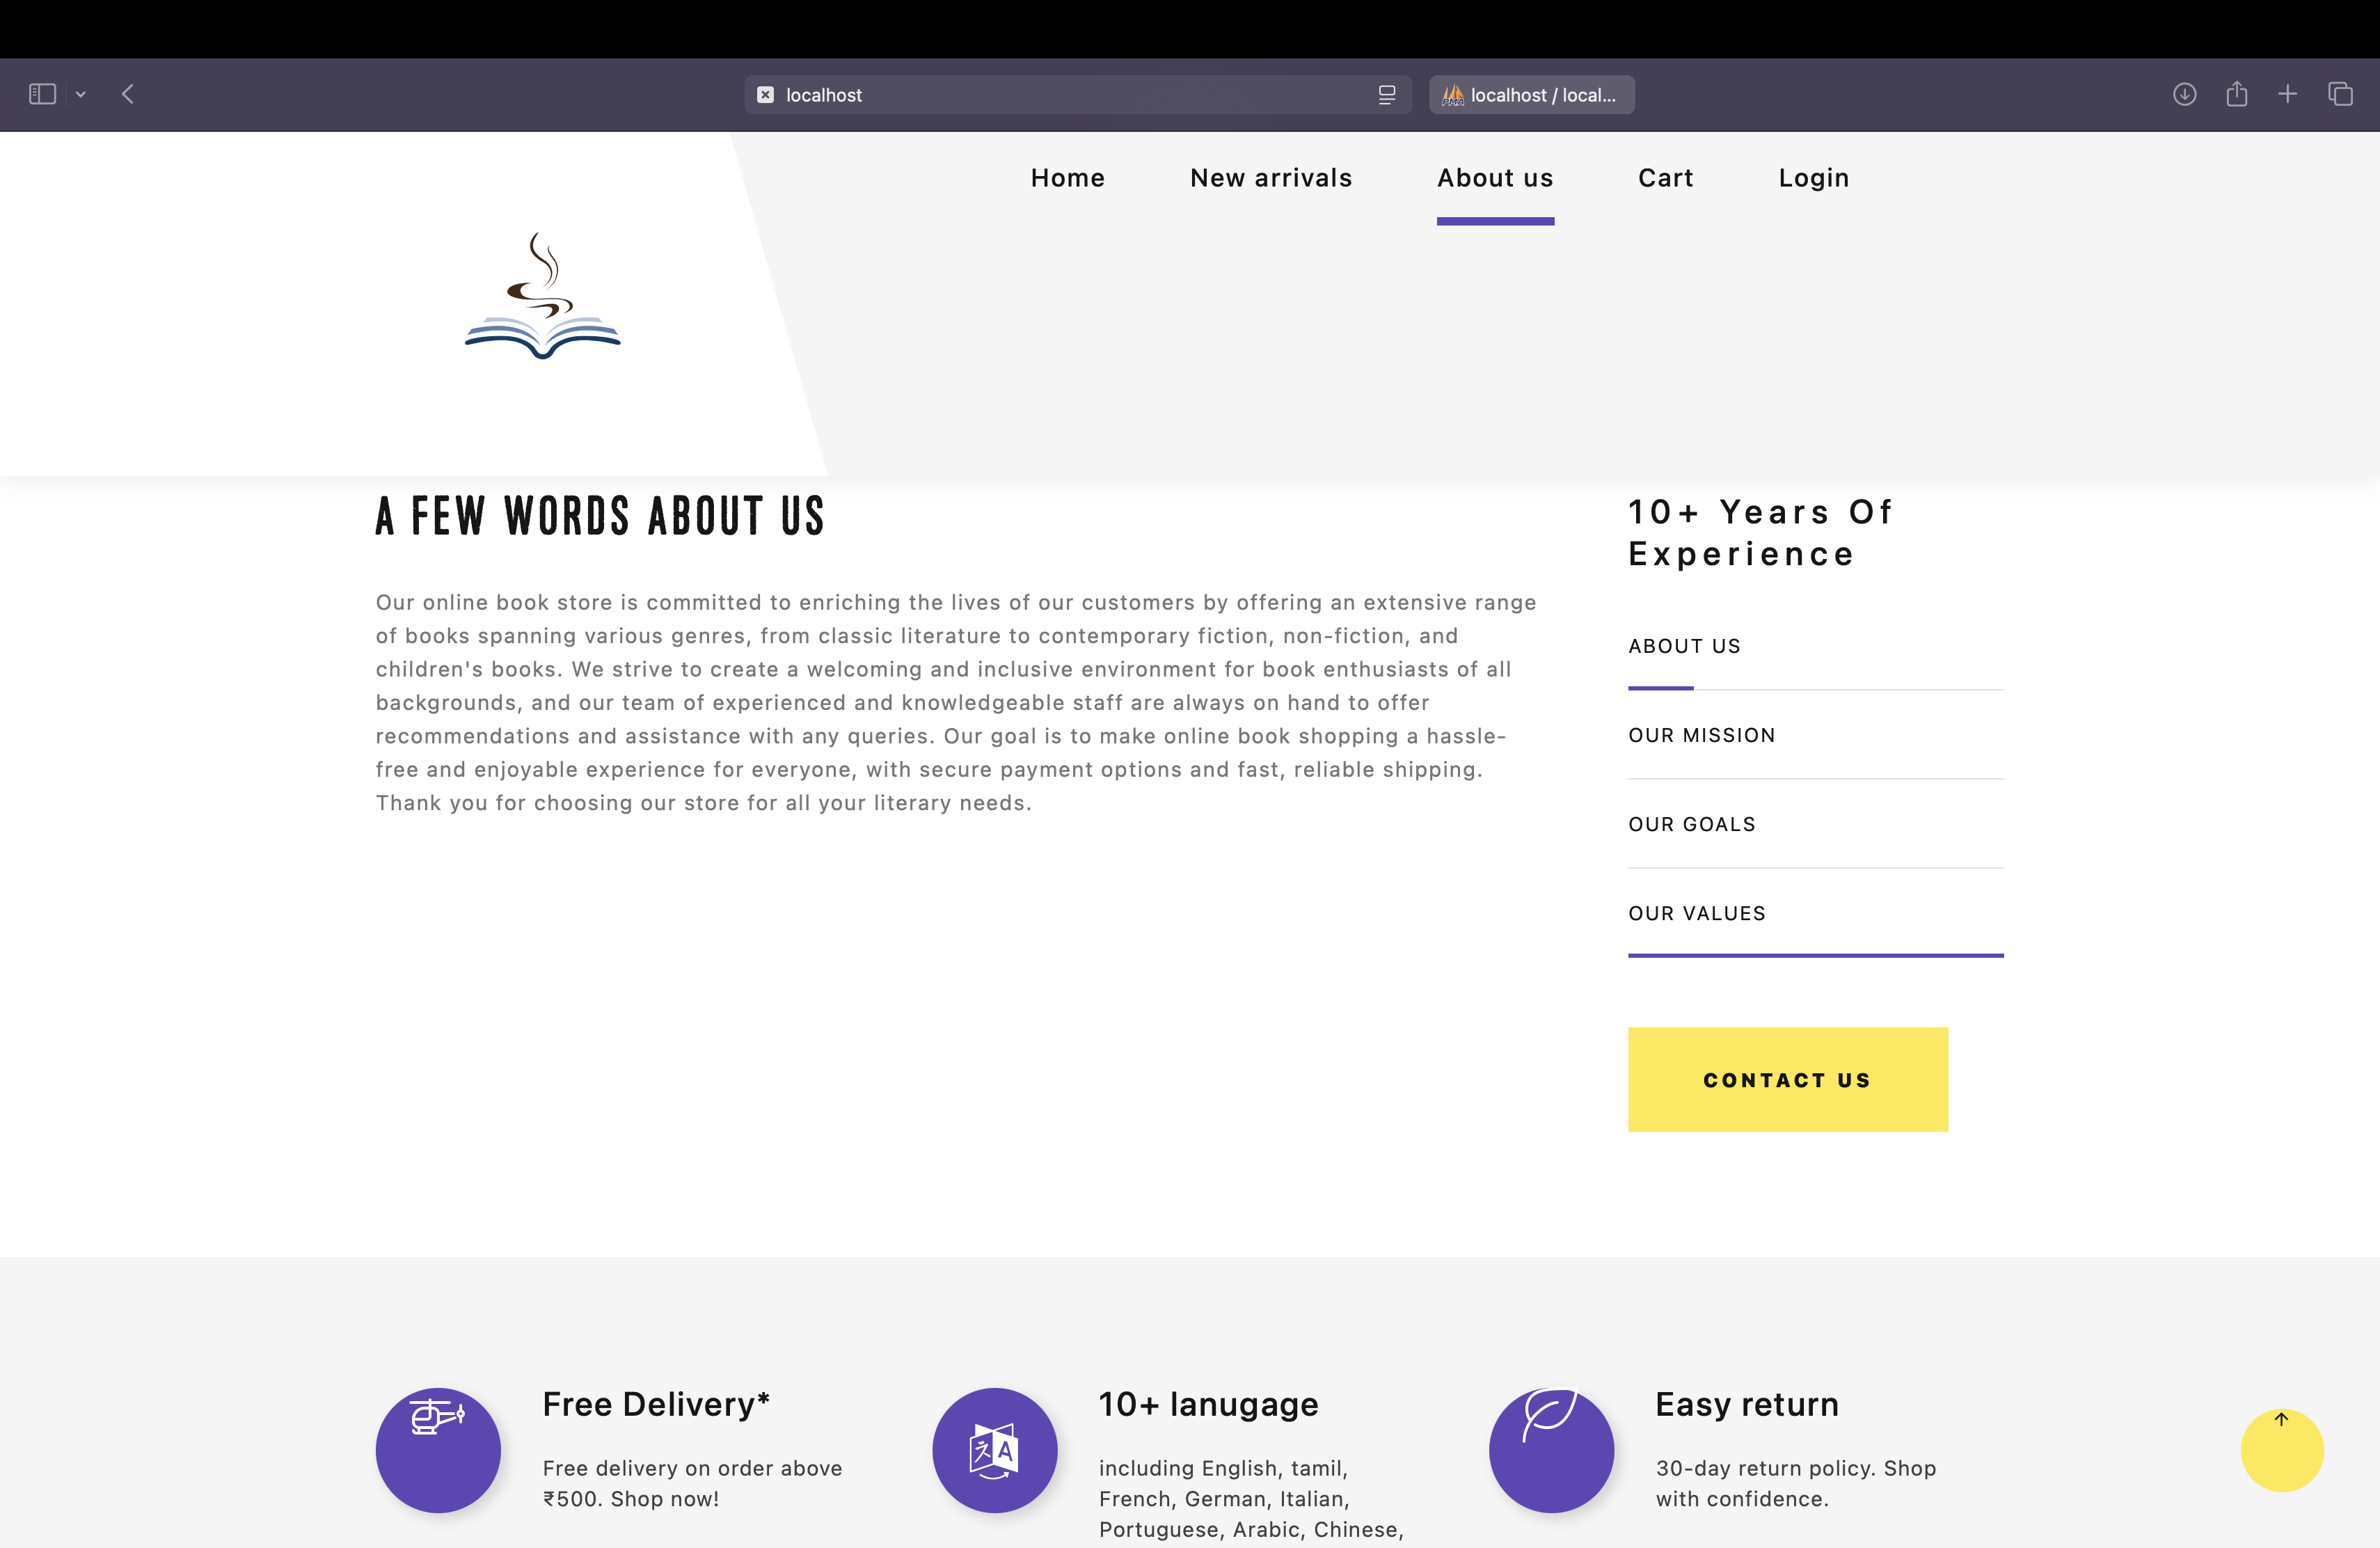 localhost
localhost / local...
PMA
Home
New arrivals
About us
Cart
Login
A FEW WORDS ABOUT US
Our online book store is committed to enriching the lives of our customers by offering an extensive range
of books spanning various genres, from classic literature to contemporary fiction, non-fiction, and
children's books. We strive to create a welcoming and inclusive environment for book enthusiasts of all
backgrounds, and our team of experienced and knowledgeable staff are always on hand to offer
recommendations and assistance with any queries. Our goal is to make online book shopping a hassle-
free and enjoyable experience for everyone, with secure payment options and fast, reliable shipping.
Thank you for choosing our store for all your literary needs.
10+ Years Of
Experience
ABOUT US
OUR MISSION
OUR GOALS
OUR VALUES
CONTACT US
Free Delivery*
Free delivery on order above
₹500. Shop now!
A
10+ lanugage
including English, tamil,
French, German, Italian,
Portuguese, Arabic, Chinese,
Easy return
30-day return policy. Shop
with confidence.